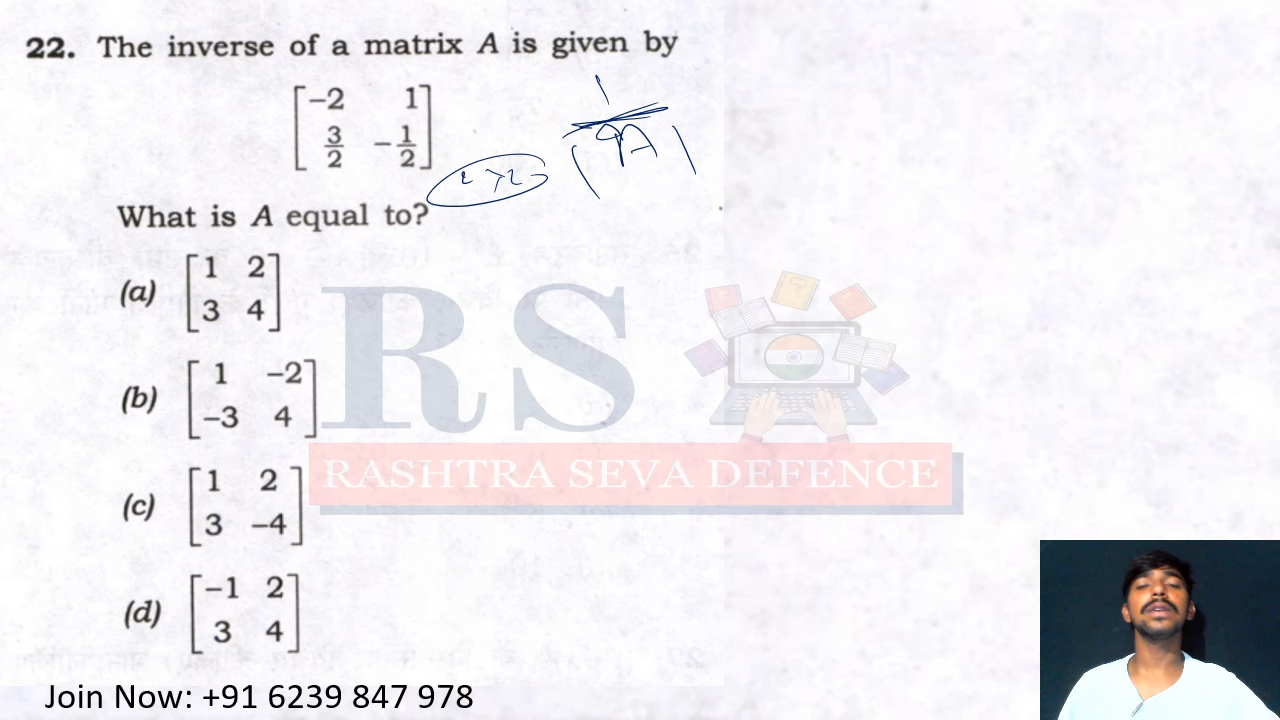 22. The inverse of a matrix A is given by
[-2 1]
[3/2 -1/2]
What is A equal to?
(a) [1 2]
[3 4]
(b) [1 -2]
[-3 4]
(c) [1 2]
[3 -4]
(d) [-1 2]
[3 4]
RS
RASHTRA SEVA DEFENCE
Join Now: +91 6239 847 978